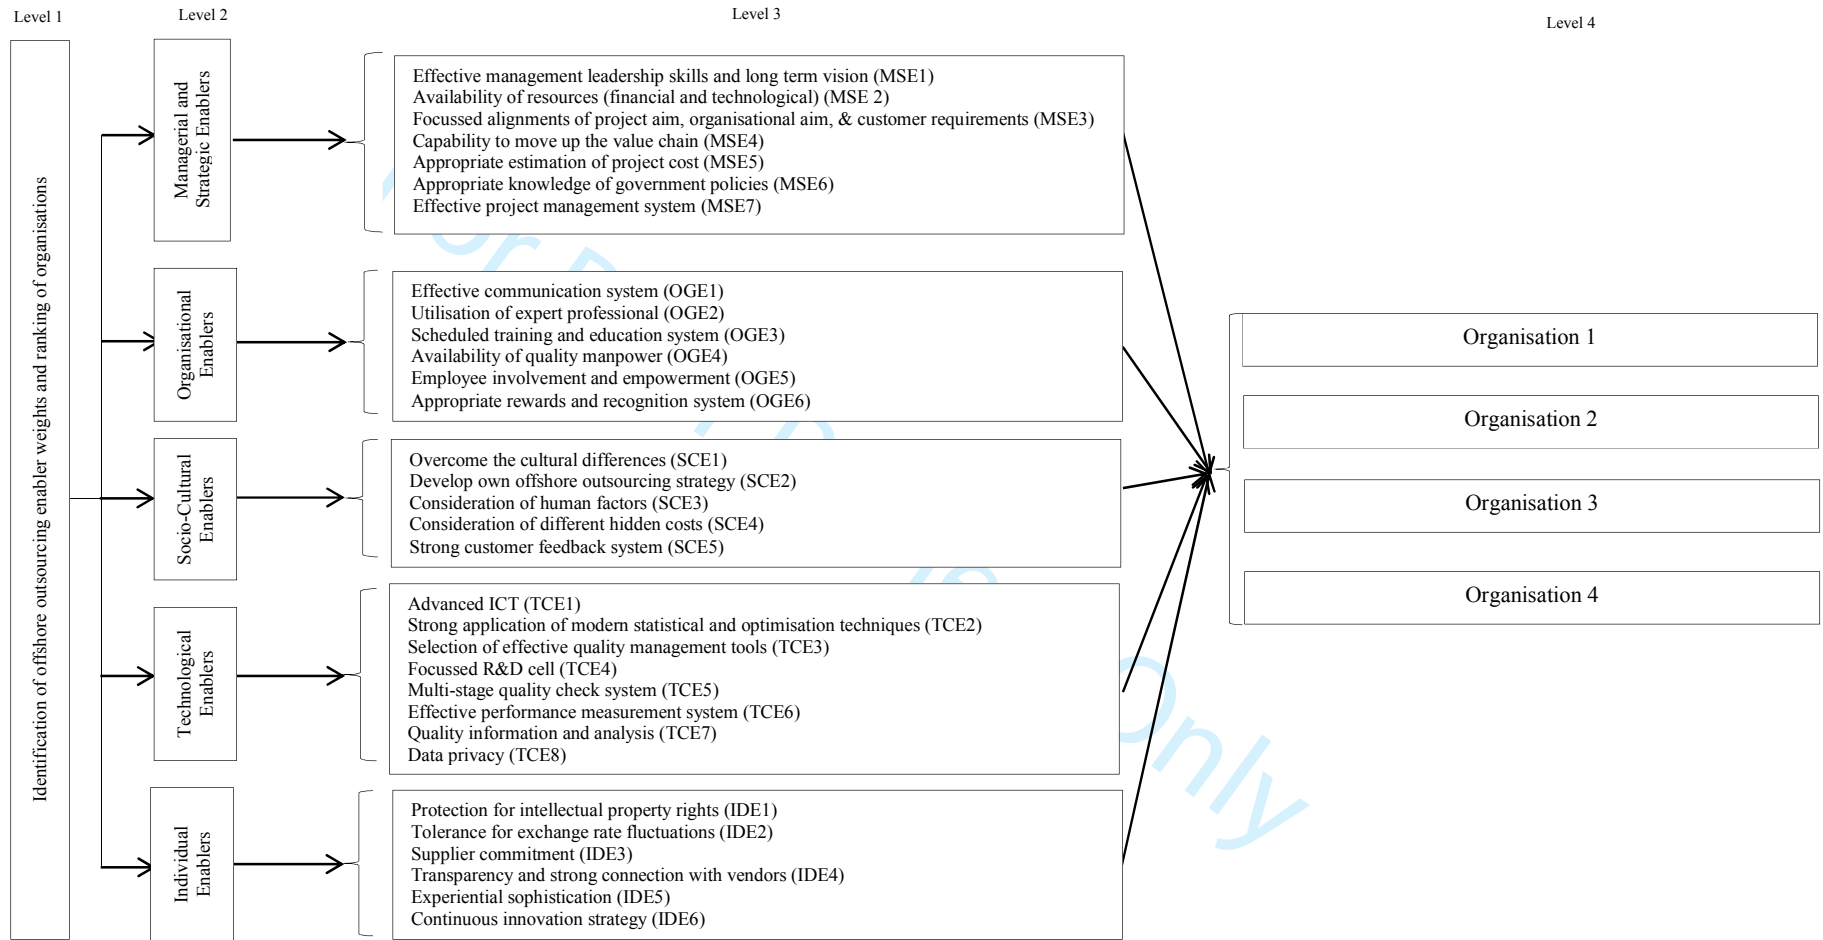 Level 1
Level 2
Level 3
Level 4
Identification of offshore outsourcing enabler weights and ranking of organisations
Managerial and
Strategic Enablers
Effective management leadership skills and long term vision (MSE1)
Availability of resources (financial and technological) (MSE 2)
Focussed alignments of project aim, organisational aim, & customer requirements (MSE3)
Capability to move up the value chain (MSE4)
Appropriate estimation of project cost (MSE5)
Appropriate knowledge of government policies (MSE6)
Effective project management system (MSE7)
Organisational
Enablers
Effective communication system (OGE1)
Utilisation of expert professional (OGE2)
Scheduled training and education system (OGE3)
Availability of quality manpower (OGE4)
Employee involvement and empowerment (OGE5)
Appropriate rewards and recognition system (OGE6)
Socio-Cultural
Enablers
Overcome the cultural differences (SCE1)
Develop own offshore outsourcing strategy (SCE2)
Consideration of human factors (SCE3)
Consideration of different hidden costs (SCE4)
Strong customer feedback system (SCE5)
Technological
Enablers
Advanced ICT (TCE1)
Strong application of modern statistical and optimisation techniques (TCE2)
Selection of effective quality management tools (TCE3)
Focussed R&D cell (TCE4)
Multi-stage quality check system (TCE5)
Effective performance measurement system (TCE6)
Quality information and analysis (TCE7)
Data privacy (TCE8)
Individual
Enablers
Protection for intellectual property rights (IDE1)
Tolerance for exchange rate fluctuations (IDE2)
Supplier commitment (IDE3)
Transparency and strong connection with vendors (IDE4)
Experiential sophistication (IDE5)
Continuous innovation strategy (IDE6)
Organisation 1
Organisation 2
Organisation 3
Organisation 4
Only